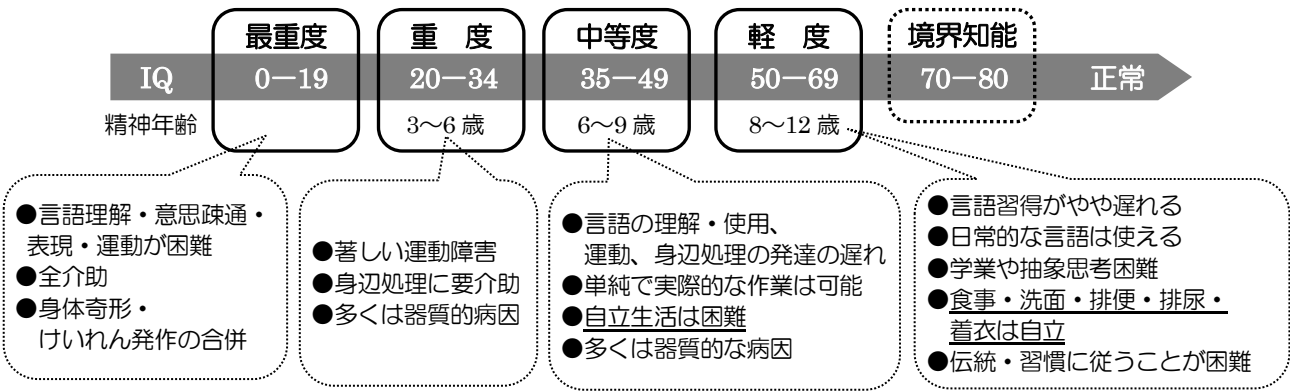 最重度
重 度
中等度
軽 度
境界知能
IQ 0−19 20−34 35−49 50−69 70−80 正常
精神年齢 3〜6 歳 6〜9 歳 8〜12 歳
●言語理解・意思疎通・
表現・運動が困難
●全介助
●身体奇形・
けいれん発作の合併
●著しい運動障害
●身辺処理に要介助
●多くは器質的病因
●言語の理解・使用、
運動、身辺処理の発達の遅れ
●単純で実際的な作業は可能
●自立生活は困難
●多くは器質的な病因
●言語習得がやや遅れる
●日常的な言語は使える
●学業や抽象思考困難
●食事・洗面・排便・排尿・
着衣は自立
●伝統・習慣に従うことが困難